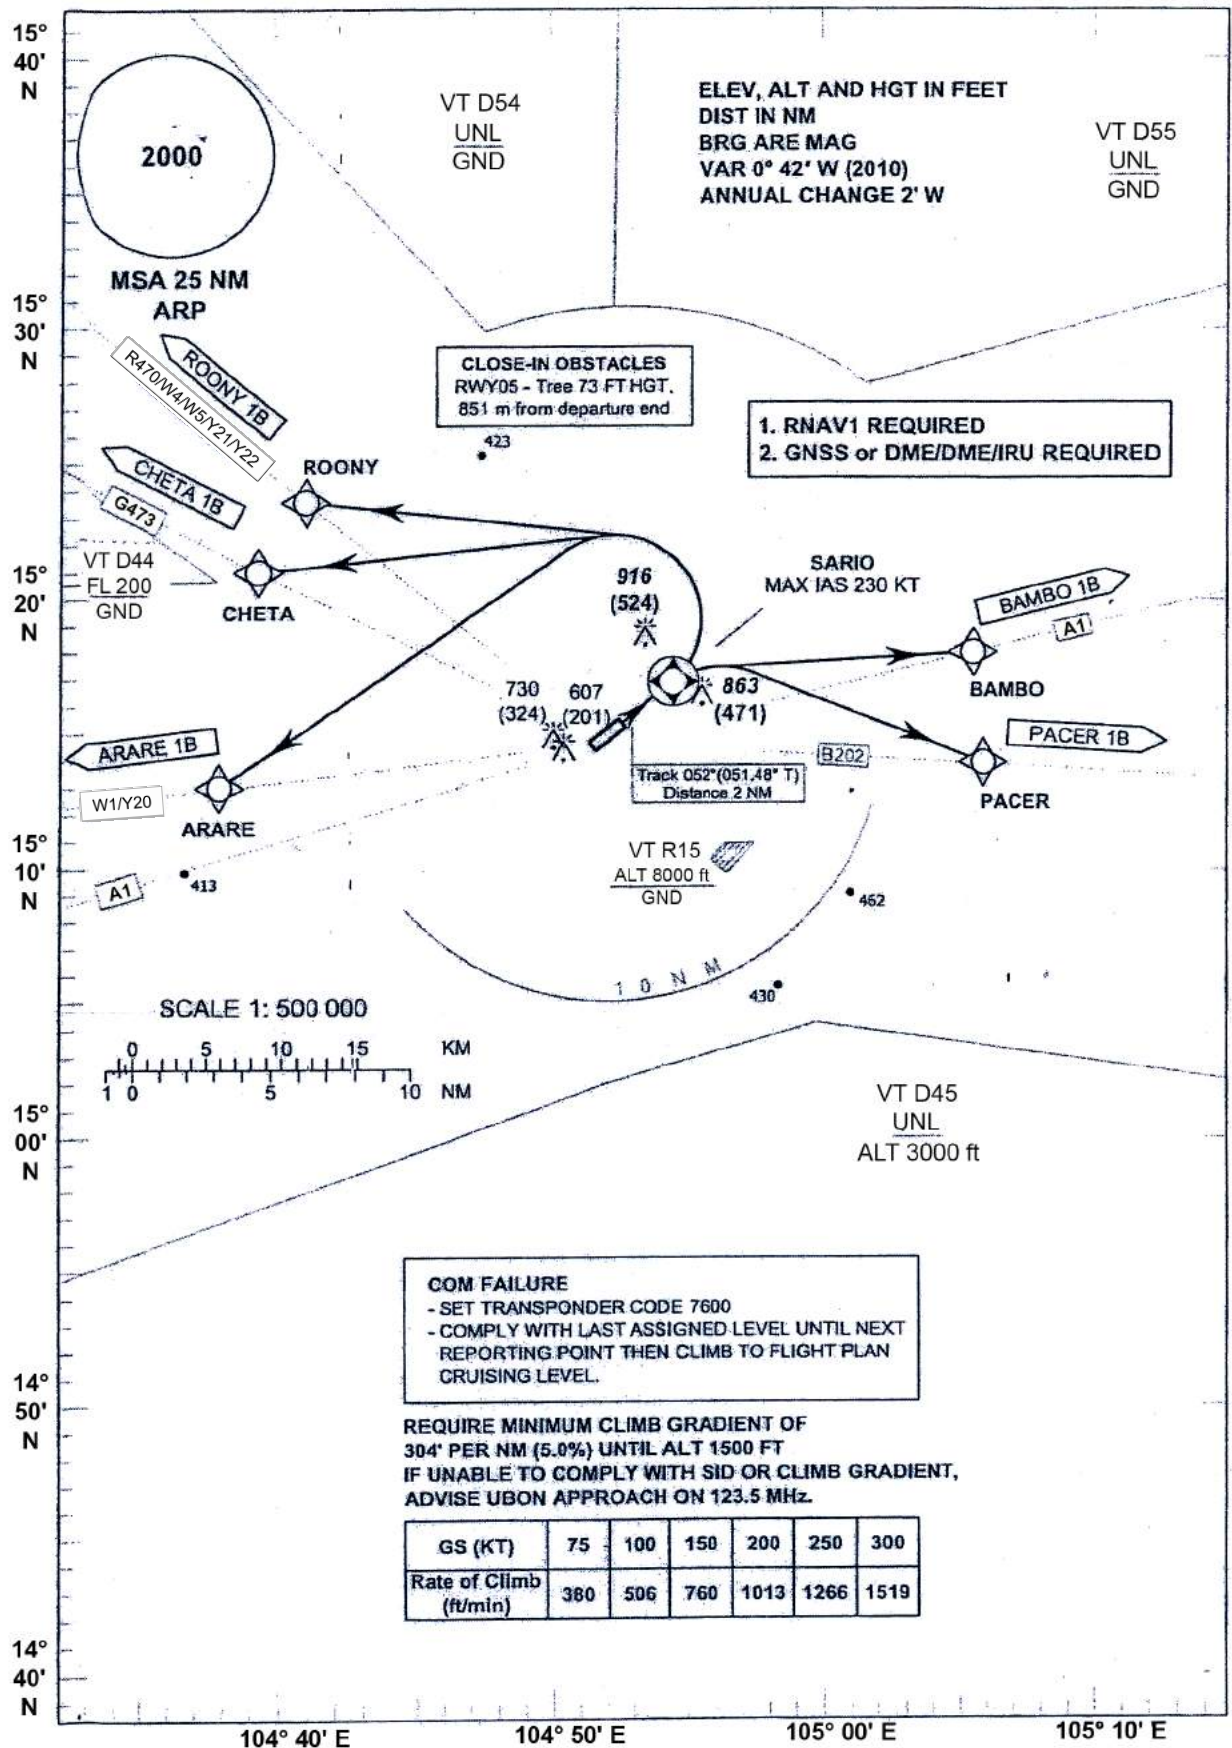 15°
40'
N
VT D54
UNL
GND
ELEV, ALT AND HGT IN FEET
DIST IN NM
BRG ARE MAG
VAR 0° 42' W (2010)
ANNUAL CHANGE 2' W
VT D55
UNL
GND
2000
MSA 25 NM
ARP
15°
30'
N
ROONY 1B
R470/W4/W5/Y21/Y22
CLOSE-IN OBSTACLES
RWY05 - Tree 73 FT HGT.
851 m from departure end
1. RNAV1 REQUIRED
2. GNSS or DME/DME/IRU REQUIRED
423
ROONY
CHETA 1B
G473
VT D44
FL 200
GND
15°
20'
N
CHETA
916
(524)
SARIO
MAX IAS 230 KT
BAMBO 1B
A1
BAMBO
730
(324)
607
(201)
863
(471)
ARARE 1B
PACER 1B
B202
Track 052°(051.48° T)
Distance 2 NM
W1/Y20
ARARE
PACER
15°
10'
N
VT R15
ALT 8000 ft
GND
413
A1
462
10 NM
430
SCALE 1: 500 000
0 5 10 15 KM
1 0 5 10 NM
15°
00'
N
VT D45
UNL
ALT 3000 ft
COM FAILURE
- SET TRANSPONDER CODE 7600
- COMPLY WITH LAST ASSIGNED LEVEL UNTIL NEXT
REPORTING POINT THEN CLIMB TO FLIGHT PLAN
CRUISING LEVEL.
14°
50'
N
REQUIRE MINIMUM CLIMB GRADIENT OF
304' PER NM (5.0%) UNTIL ALT 1500 FT
IF UNABLE TO COMPLY WITH SID OR CLIMB GRADIENT,
ADVISE UBON APPROACH ON 123.5 MHz.
GS (KT) 75 100 150 200 250 300
Rate of Climb
(ft/min) 380 506 760 1013 1266 1519
14°
40'
N
104° 40' E 104° 50' E 105° 00' E 105° 10' E